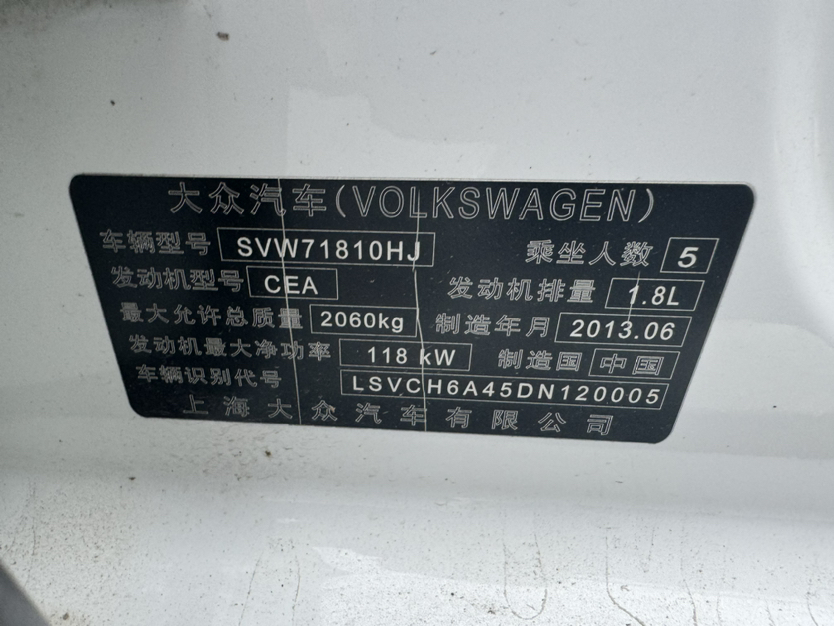 大众汽车(VOLKSWAGEN)
车辆型号 SVW71810HJ 乘坐人数 5
发动机型号 CEA 发动机排量 1.8L
最大允许总质量 2060kg 制造年月 2013.06
发动机最大净功率 118 kW 制造国 中国
车辆识别代号 LSVCH6A45DN120005
上海大众汽车有限公司